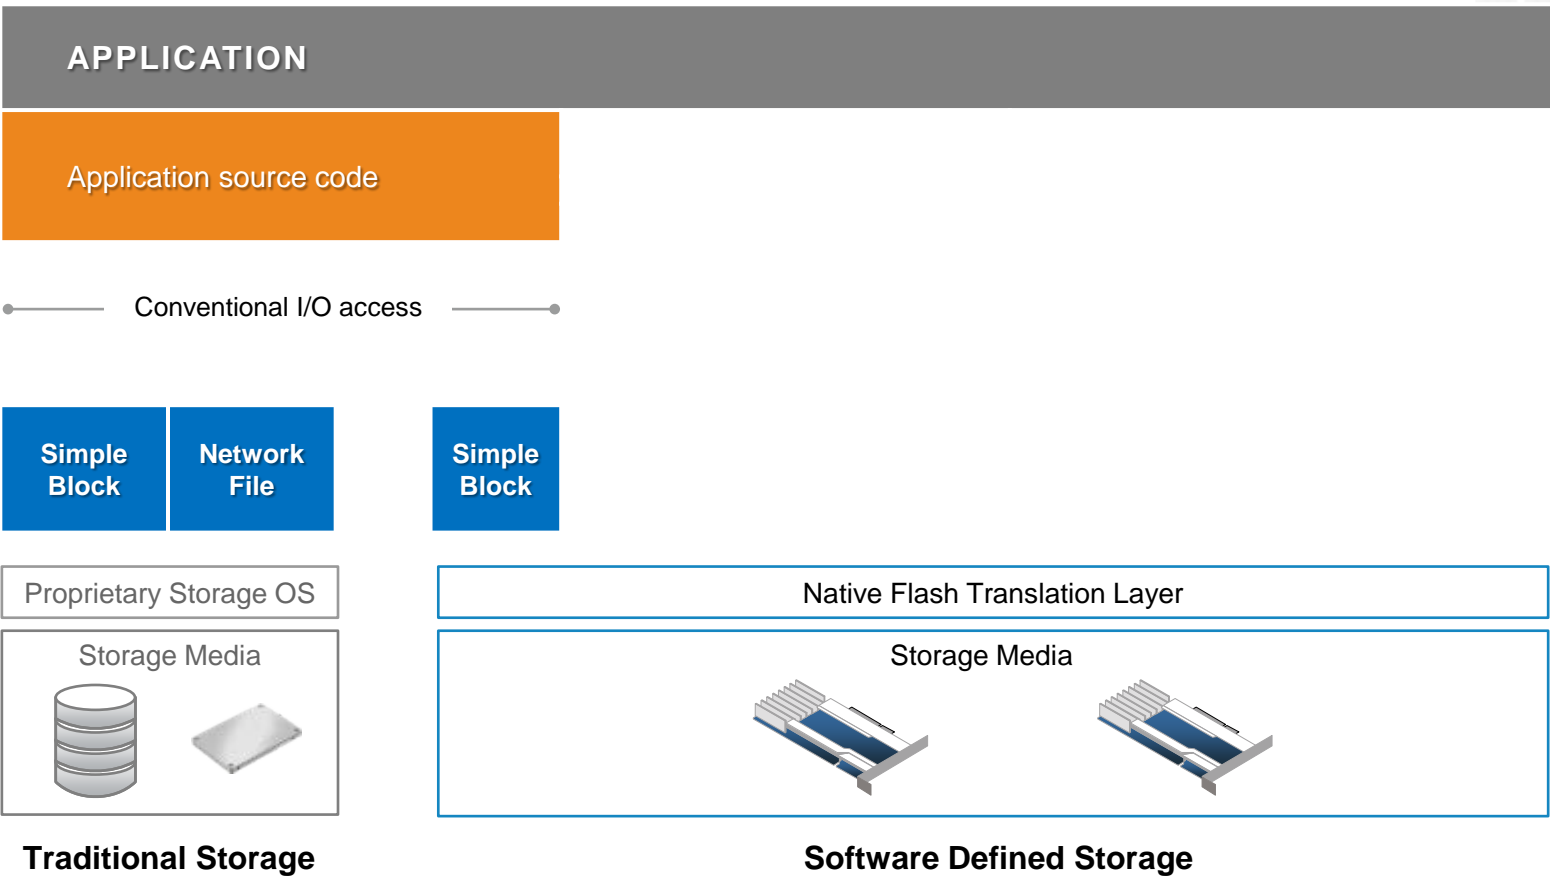 APPLICATION
Application source code
Conventional I/O access
Simple
Block
Network
File
Simple
Block
Proprietary Storage OS
Native Flash Translation Layer
Storage Media
Storage Media
Traditional Storage
Software Defined Storage